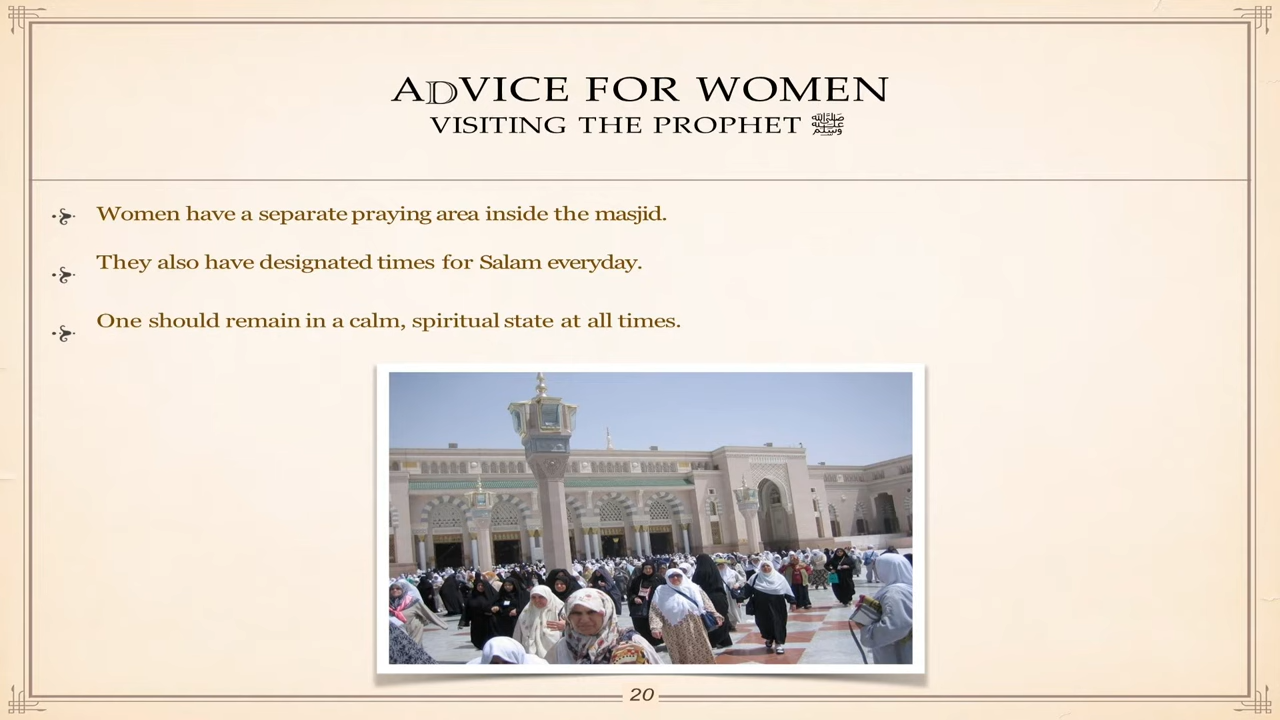 ADVICE FOR WOMEN
VISITING THE PROPHET ﷺ
Women have a separate praying area inside the masjid.
They also have designated times for Salam everyday.
One should remain in a calm, spiritual state at all times.
20